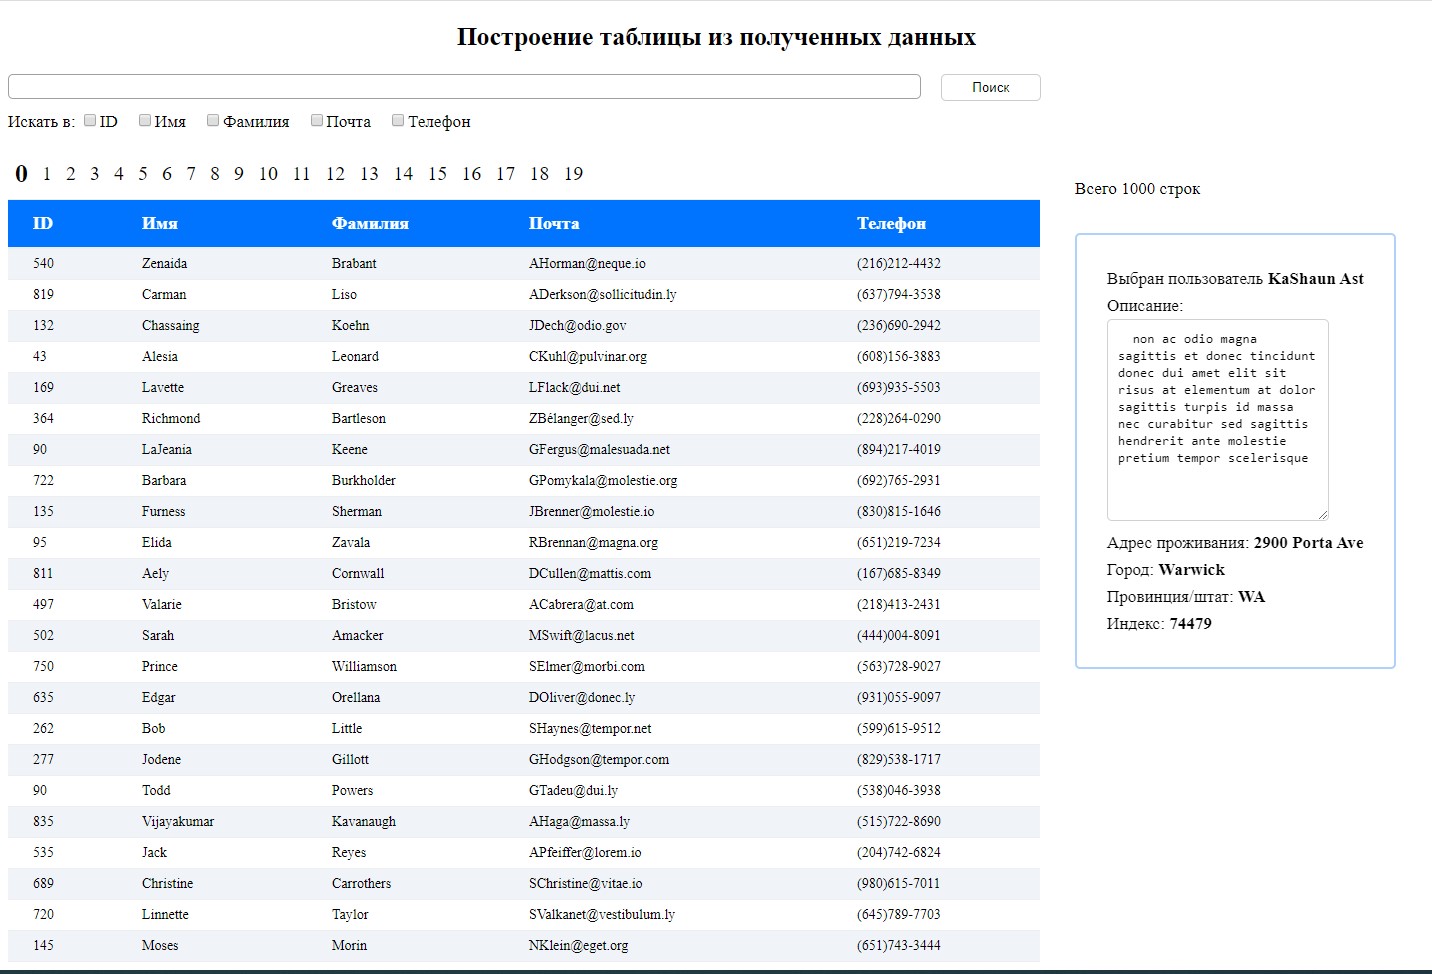 Построение таблицы из полученных данных
Поиск
Искать в: ID Имя Фамилия Почта Телефон
0 1 2 3 4 5 6 7 8 9 10 11 12 13 14 15 16 17 18 19
ID Имя Фамилия Почта Телефон
540 Zenaida Brabant AHorman@neque.io (216)212-4432
819 Carman Liso ADerkson@sollicitudin.ly (637)794-3538
132 Chassaing Koehn JDech@odio.gov (236)690-2942
43 Alesia Leonard CKuhl@pulvinar.org (608)156-3883
169 Lavette Greaves LFlack@dui.net (693)935-5503
364 Richmond Bartleson ZBélanger@sed.ly (228)264-0290
90 LaJeania Keene GFergus@malesuada.net (894)217-4019
722 Barbara Burkholder GPomykala@molestie.org (692)765-2931
135 Furness Sherman JBrenner@molestie.io (830)815-1646
95 Elida Zavala RBrennan@magna.org (651)219-7234
811 Aely Cornwall DCullen@mattis.com (167)685-8349
497 Valarie Bristow ACabrera@at.com (218)413-2431
502 Sarah Amacker MSwift@lacus.net (444)004-8091
750 Prince Williamson SElmer@morbi.com (563)728-9027
635 Edgar Orellana DOliver@donec.ly (931)055-9097
262 Bob Little SHaynes@tempor.net (599)615-9512
277 Jodene Gillott GHodgson@tempor.com (829)538-1717
90 Todd Powers GTadeu@dui.ly (538)046-3938
835 Vijayakumar Kavanaugh AHaga@massa.ly (515)722-8690
535 Jack Reyes APfeiffer@lorem.io (204)742-6824
689 Christine Carrothers SChristine@vitae.io (980)615-7011
720 Linnette Taylor SValkanet@vestibulum.ly (645)789-7703
145 Moses Morin NKlein@eget.org (651)743-3444
Всего 1000 строк
Выбран пользователь KaShaun Ast
Описание:
non ac odio magna
sagittis et donec tincidunt
donec dui amet elit sit
risus at elementum at dolor
sagittis turpis id massa
nec curabitur sed sagittis
hendrerit ante molestie
pretium tempor scelerisque
Адрес проживания: 2900 Porta Ave
Город: Warwick
Провинция/штат: WA
Индекс: 74479